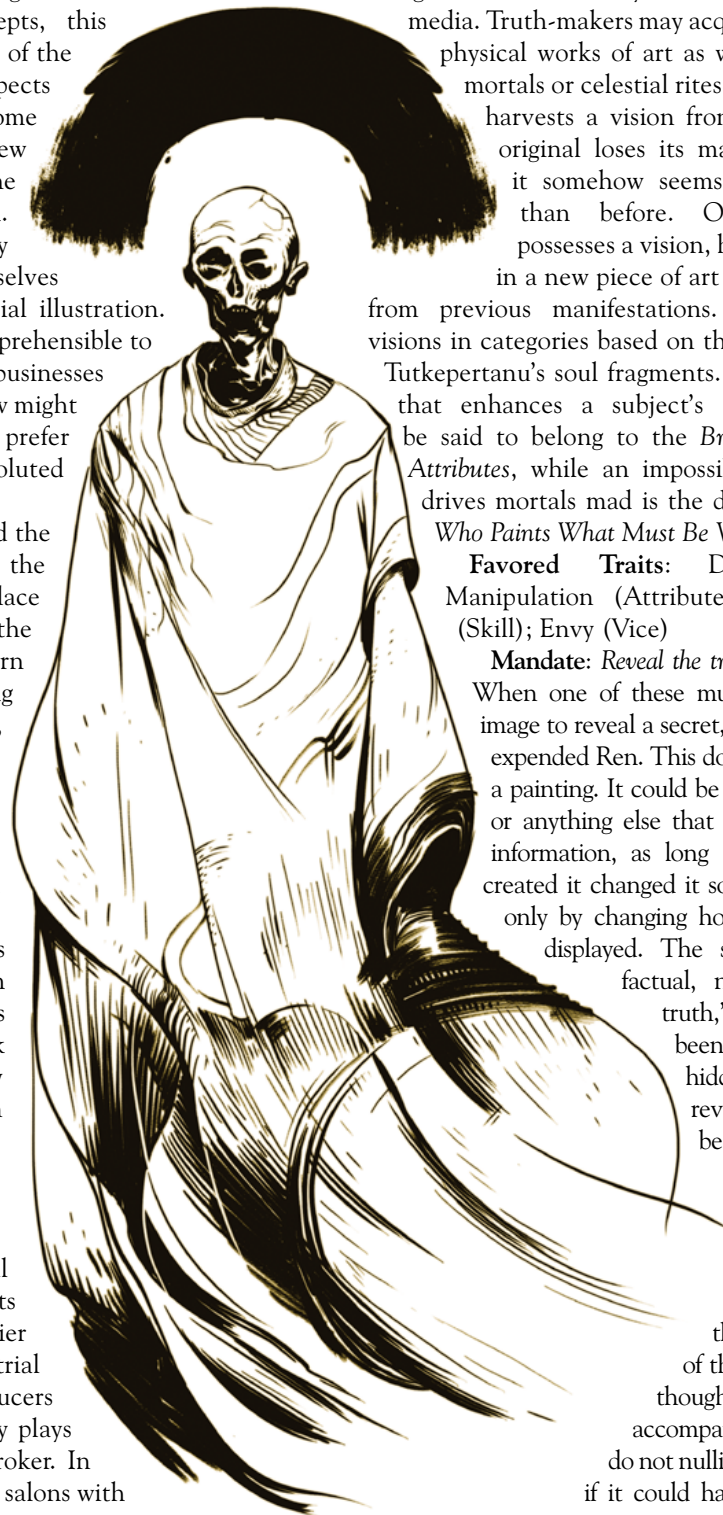 epts, this
of the
pects
ome
ew
ne
.
y
selves
ial illustration.
prehensible to
businesses
w might
prefer
oluted
d the
the
lace
the
rn
g
s
n
s
k
y
n
l
ts
ier
trial
ucers
y plays
roker. In
salons with
media. Truth-makers may acq
physical works of art as w
mortals or celestial rites
harvests a vision fron
original loses its ma
it somehow seems
than before. O
possesses a vision, h
in a new piece of art
from previous manifestations.
visions in categories based on th
Tutkepertanu's soul fragments.
that enhances a subject's
be said to belong to the Br
Attributes, while an impossi
drives mortals mad is the d
Who Paints What Must Be
Favored Traits: D
Manipulation (Attribute
(Skill); Envy (Vice)
Mandate: Reveal the tr
When one of these mu
image to reveal a secret,
expended Ren. This do
a painting. It could be
or anything else that
information, as long
created it changed it so
only by changing ho
displayed. The s
factual, n
truth,
been
hidd
rev
be
th
of th
though
accompa
do not nulli
if it could ha